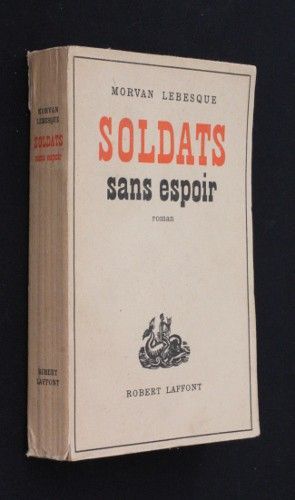 MORVAN
LEBESQUE
SOLDATS
sans espoir
ROBERT
LAFFONT
MORVAN LEBESQUE
SOLDATS
sans espoir
roman
ROBERT LAFFONT